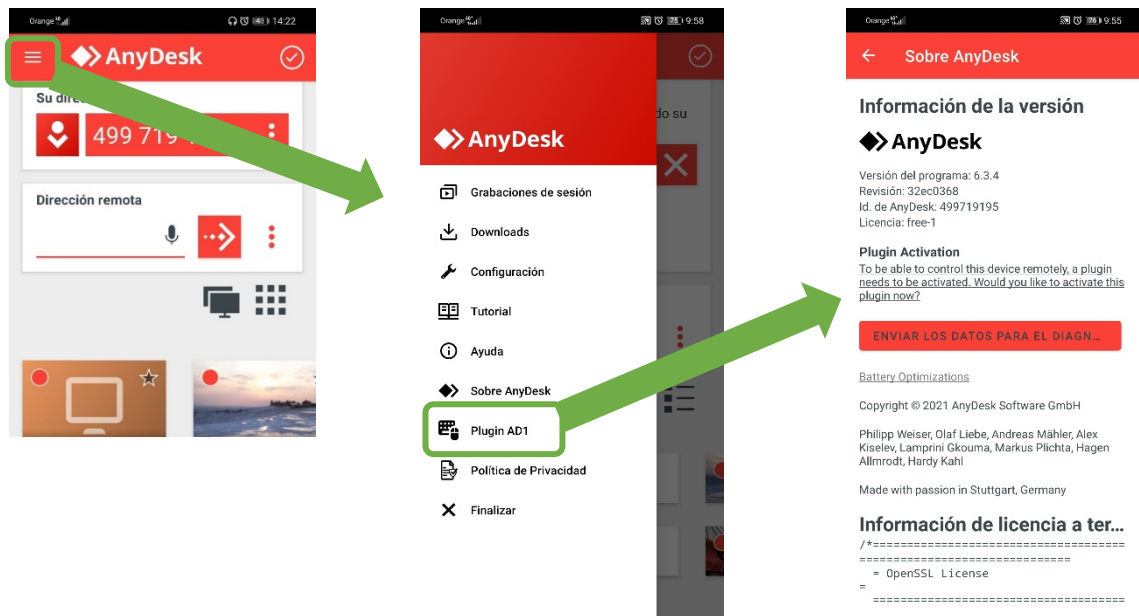 Orange
48
14:22
AnyDesk
Su direc
499 719 1
Dirección remota
Orange
75
9:58
do su
AnyDesk
Grabaciones de sesión
Downloads
Configuración
Tutorial
Ayuda
Sobre AnyDesk
Plugin AD1
Política de Privacidad
Finalizar
Orange
76
9:55
Sobre AnyDesk
Información de la versión
AnyDesk
Versión del programa: 6.3.4
Revisión: 32ec0368
Id. de AnyDesk: 499719195
Licencia: free-1
Plugin Activation
To be able to control this device remotely, a plugin
needs to be activated. Would you like to activate this
plugin now?
ENVIAR LOS DATOS PARA EL DIAGN...
Battery Optimizations
Copyright © 2021 AnyDesk Software GmbH
Philipp Weiser, Olaf Liebe, Andreas Mähler, Alex
Kiselev, Lamprini Gkouma, Markus Plichta, Hagen
Allmrodt, Hardy Kahl
Made with passion in Stuttgart, Germany
Información de licencia a ter...
/*=====================================
===============================
= OpenSSL License
=
=====================================